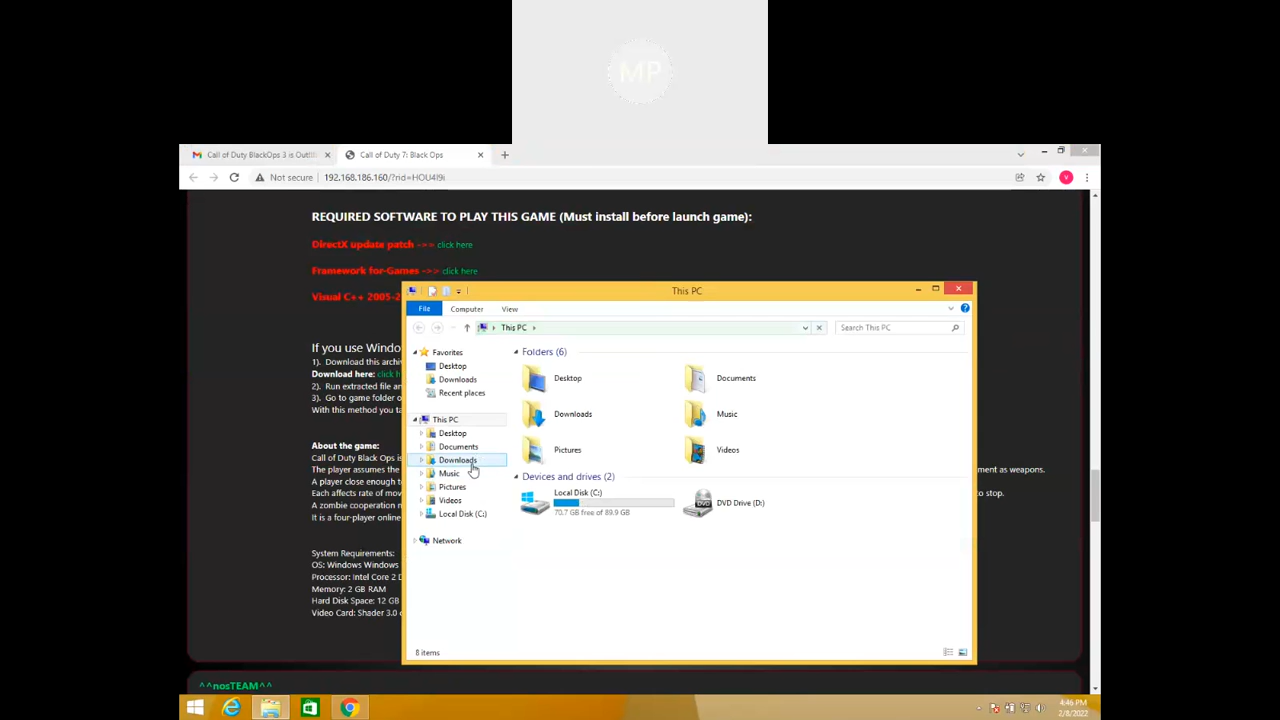 MP
Call of Duty BlackOps 3 is Out!!!
Call of Duty 7: Black Ops
Not secure
192.168.186.160/?rid=HOU4I9i
v
REQUIRED SOFTWARE TO PLAY THIS GAME (Must install before launch game):
DirectX update patch ->> click here
Framework for-Games ->> click here
Visual C++ 2005-2
If you use Windo
1). Download this archiv
Download here: click h
2). Run extracted file an
3). Go to game folder o
With this method you ta
About the game:
Call of Duty Black Ops is
The player assumes the
ment as weapons.
A player close enough t
Each affects rate of mov
to stop.
A zombie cooperation n
It is a four-player online
System Requirements:
OS: Windows Windows
Processor: Intel Core 2 D
Memory: 2 GB RAM
Hard Disk Space: 12 GB
Video Card: Shader 3.0 o
^^nosTEAM^^
This PC
File
Computer
View
This PC
Search This PC
Favorites
Desktop
Downloads
Recent places
This PC
Desktop
Documents
Downloads
Music
Pictures
Videos
Local Disk (C:)
Network
Folders (6)
Desktop
Documents
Downloads
Music
Pictures
Videos
Devices and drives (2)
Local Disk (C:)
70.7 GB free of 89.9 GB
DVD
DVD Drive (D:)
8 items
4:46 PM
2/8/2022